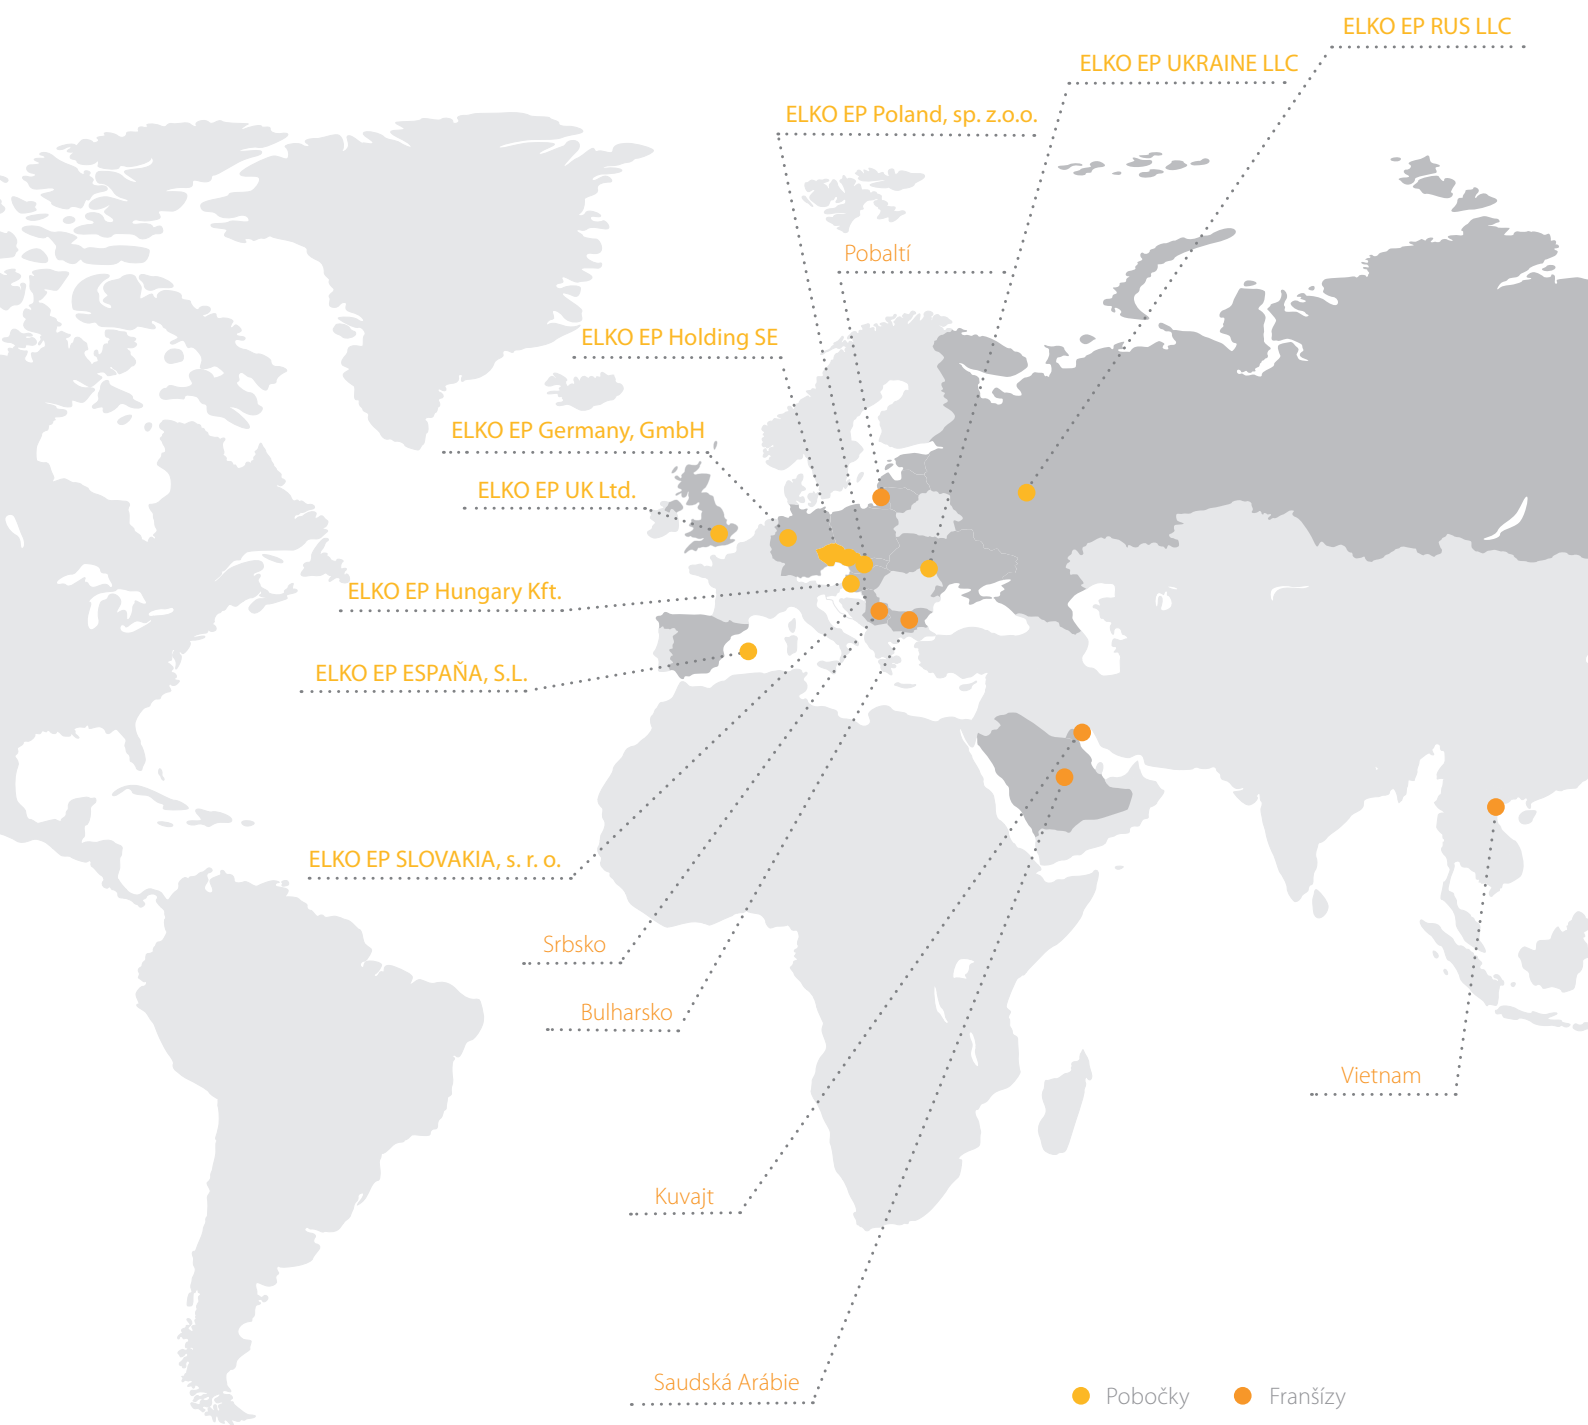 ELKO EP RUS LLC
ELKO EP UKRAINE LLC
ELKO EP Poland, sp. z.o.o.
Pobaltí
ELKO EP Holding SE
ELKO EP Germany, GmbH
ELKO EP UK Ltd.
ELKO EP Hungary Kft.
ELKO EP ESPAŇA, S.L.
ELKO EP SLOVAKIA, s. r. o.
Srbsko
Bulharsko
Vietnam
Kuvajt
Saudská Arábie
Pobočky
Franšízy